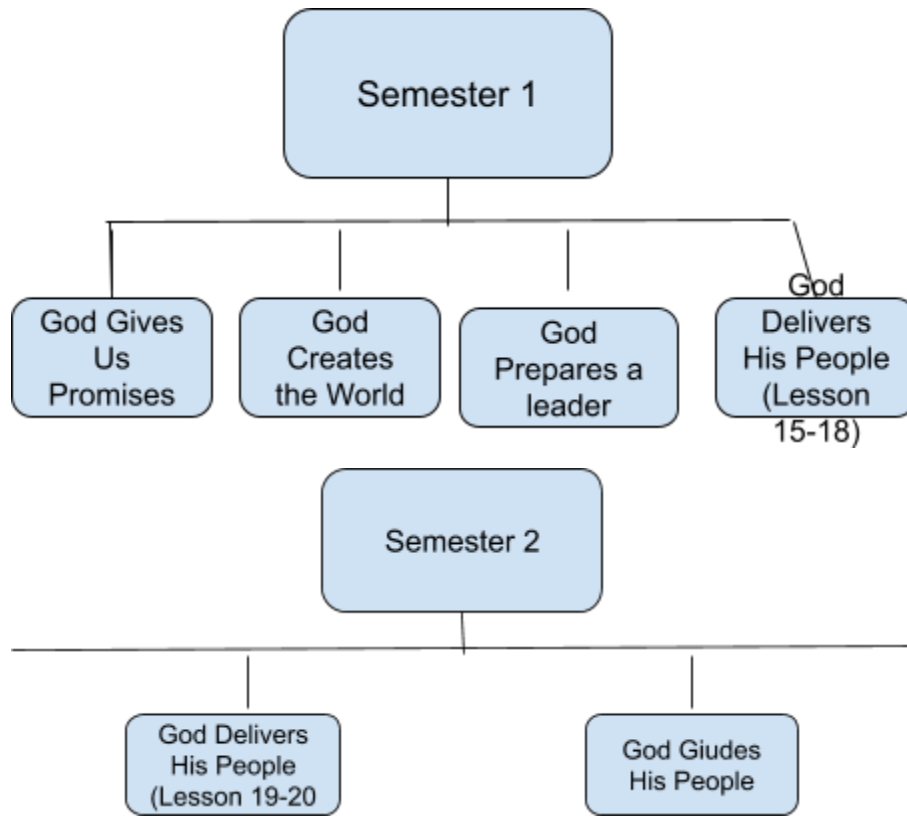 Semester 1
God Gives
Us
Promises
God
Creates
the World
God
Prepares a
leader
God
Delivers
His People
(Lesson
15-18)
Semester 2
God Delivers
His People
(Lesson 19-20
God Giudes
His People